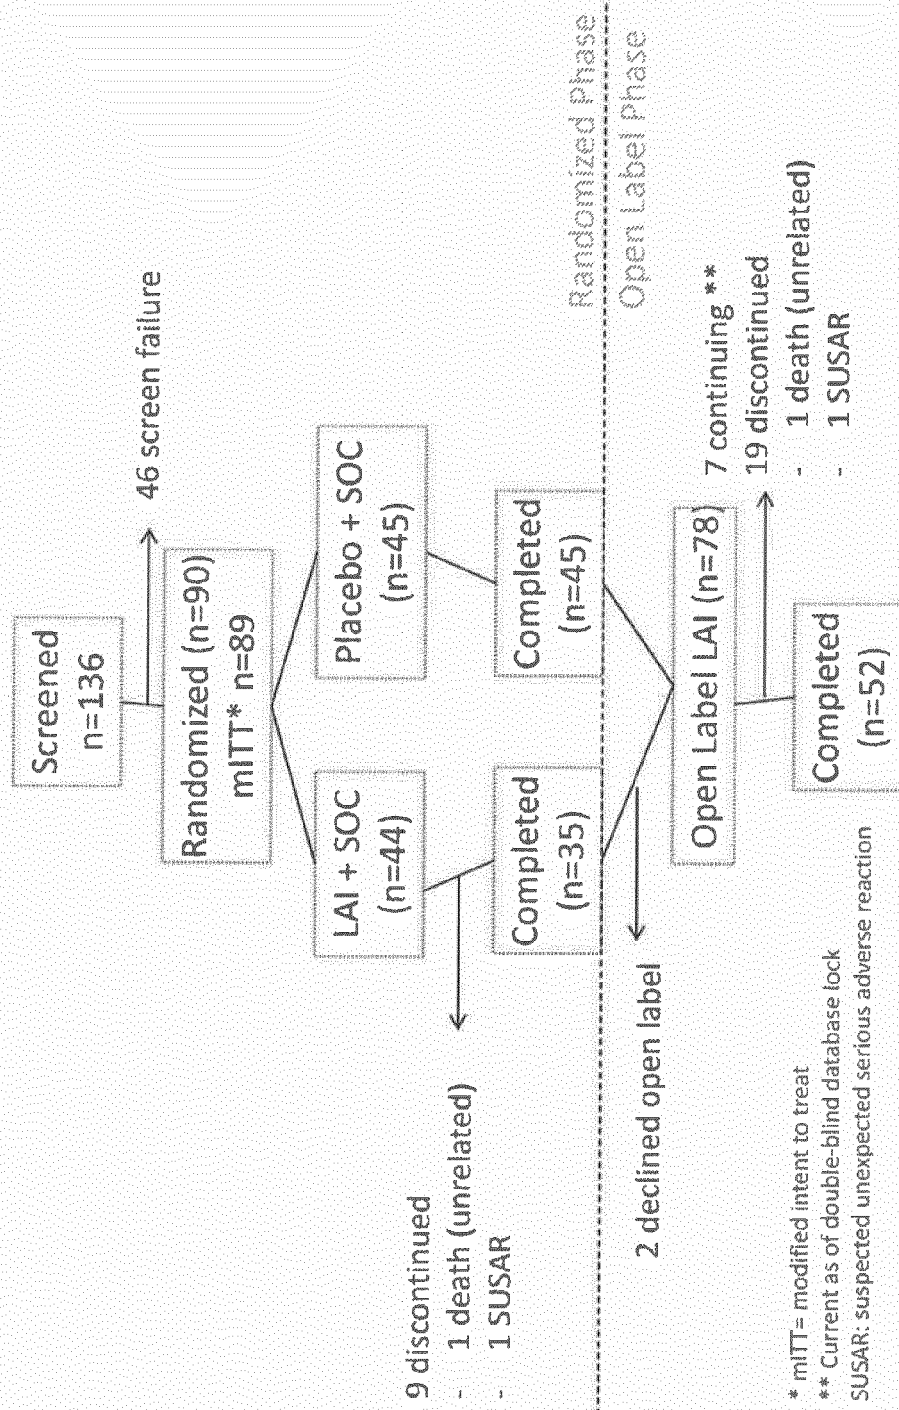 Screened
n=136
46 screen failure
Randomized (n=90)
mITT* n=89
LAI + SOC
(n=44)
Placebo + SOC
(n=45)
9 discontinued
- 1 death (unrelated)
- 1 SUSAR
Completed
(n=35)
Completed
(n=45)
Randomized Phase
Open Label Phase
2 declined open label
Open Label LAI (n=78)
7 continuing **
19 discontinued
- 1 death (unrelated)
- 1 SUSAR
Completed
(n=52)
* mITT= modified intent to treat
** Current as of double-blind database lock
SUSAR: suspected unexpected serious adverse reaction